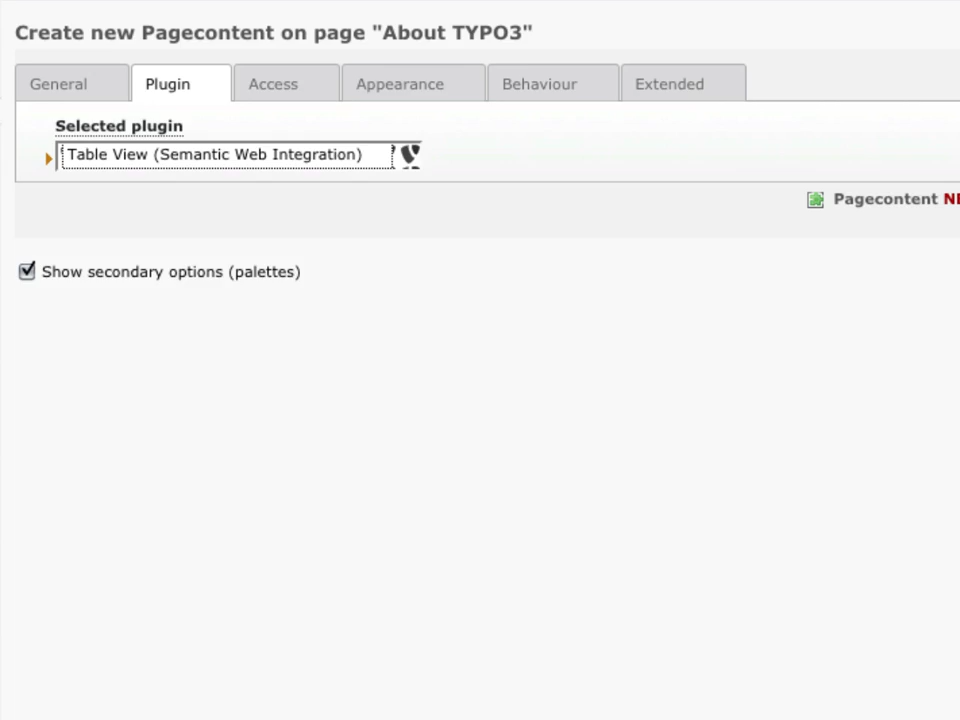 Create new Pagecontent on page "About TYPO3"
General Plugin Access Appearance Behaviour Extended
Selected plugin
Table View (Semantic Web Integration)
Pagecontent
Show secondary options (palettes)